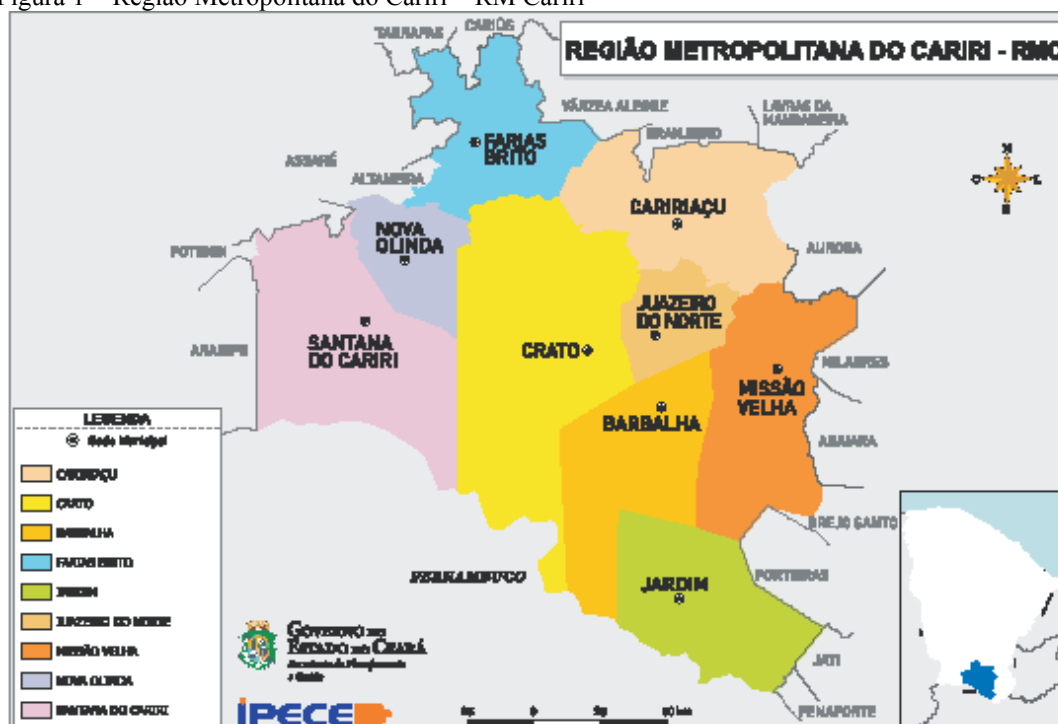 Figura 1 – Região Metropolitana do Cariri – RM Cariri
REGIÃO METROPOLITANA DO CARIRI - RMC
TARRAFAS
CARIÚS
FARIAS
BRITO
VÁRZEA ALEGRE
LAVRAS DA
MANGABEIRA
ASSARÉ
ALTANEIRA
CARIRIAÇU
NOVA
OLINDA
POTENGI
AURORA
JUAZEIRO
DO NORTE
SANTANA
DO CARIRI
CRATO
ARARIPE
MILAGRES
MISSÃO
VELHA
BARBALHA
ABAIARA
BREJO SANTO
PERNAMBUCO
JARDIM
PORTEIRAS
JATI
PENAFORTE
LEGENDA
Sede Municipal
CARIRIAÇU
CRATO
BARBALHA
FARIAS BRITO
JARDIM
JUAZEIRO DO NORTE
MISSÃO VELHA
NOVA OLINDA
SANTANA DO CARIRI
GOVERNO DO
ESTADO DO CEARÁ
IPECE